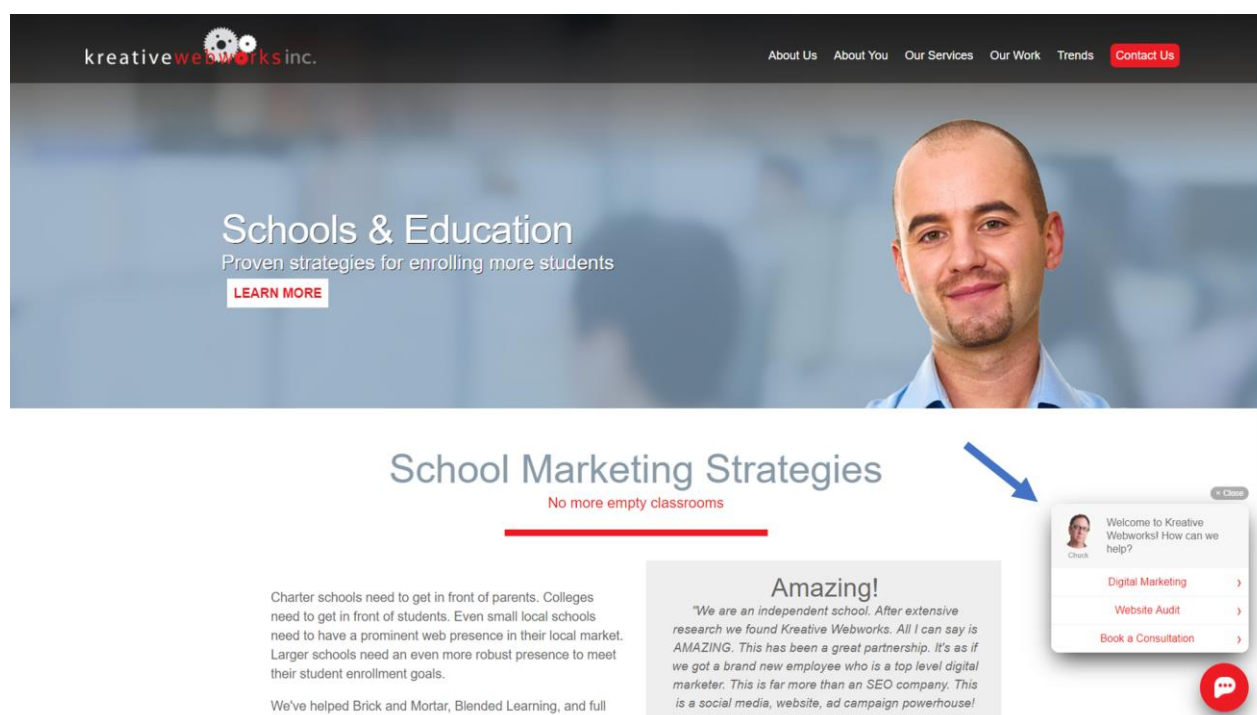 kreativewebworksinc.
About Us About You Our Services Our Work Trends Contact Us
Schools & Education
Proven strategies for enrolling more students
LEARN MORE
School Marketing Strategies
No more empty classrooms
Charter schools need to get in front of parents. Colleges
need to get in front of students. Even small local schools
need to have a prominent web presence in their local market.
Larger schools need an even more robust presence to meet
their student enrollment goals.
We've helped Brick and Mortar, Blended Learning, and full
Amazing!
"We are an independent school. After extensive
research we found Kreative Webworks. All I can say is
AMAZING. This has been a great partnership. It's as if
we got a brand new employee who is a top level digital
marketer. This is far more than an SEO company. This
is a social media, website, ad campaign powerhouse!
× Close
Chuck
Welcome to Kreative
Webworks! How can we
help?
Digital Marketing
Website Audit
Book a Consultation